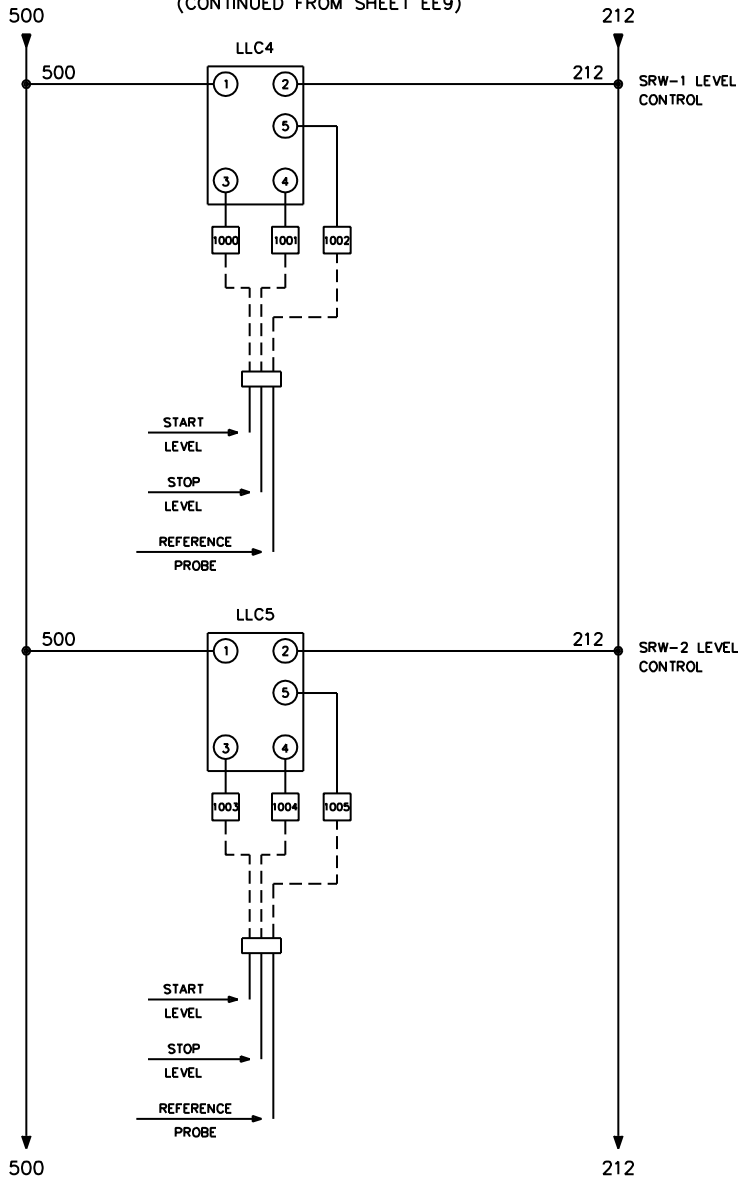 (CONTINUED FROM SHEET EE9)
500 212
LLC4
500 1 2 212 SRW-1 LEVEL
CONTROL
5
3 4
1000 1001 1002
START
LEVEL
STOP
LEVEL
REFERENCE
PROBE
LLC5
500 1 2 212 SRW-2 LEVEL
CONTROL
5
3 4
1003 1004 1005
START
LEVEL
STOP
LEVEL
REFERENCE
PROBE
500 212